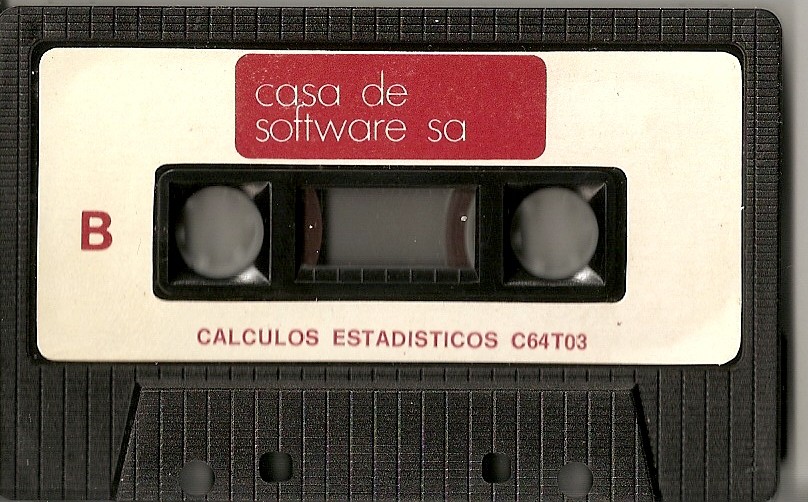 casa de
software sa
B
CALCULOS ESTADISTICOS C64T03